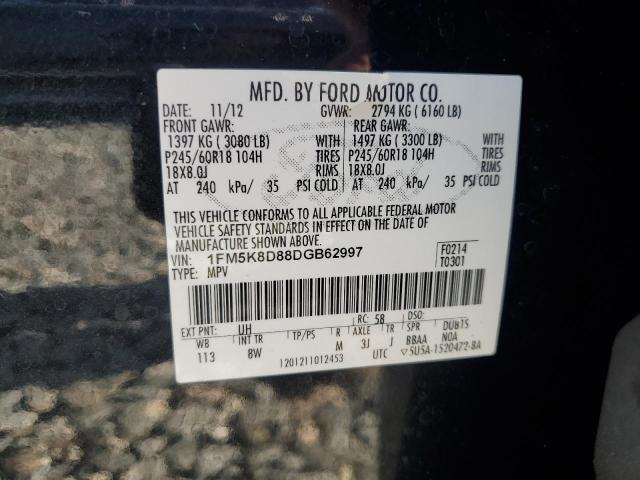 MFD. BY FORD MOTOR CO.
DATE: 11/12 GVWR: 2794 KG ( 6160 LB)
FRONT GAWR: REAR GAWR:
1397 KG ( 3080 LB) WITH 1497 KG ( 3300 LB) WITH
P245/60R18 104H TIRES P245/60R18 104H TIRES
18X8.0J RIMS 18X8.0J RIMS
AT 240 kPa/ 35 PSI COLD AT 240 kPa/ 35 PSI COLD
THIS VEHICLE CONFORMS TO ALL APPLICABLE FEDERAL MOTOR
VEHICLE SAFETY STANDARDS IN EFFECT ON THE DATE OF
MANUFACTURE SHOWN ABOVE.
VIN: 1FM5K8D88DGB62997 F0214
TYPE: MPV T0301
EXT PNT: UH RC: 58 DSO:
WB INT TR TP/PS R AXLE TR SPR DUB1S
113 8W M 3J J BBAA NOA
1201211012453 UTC ▽5U5A-1520472-BA